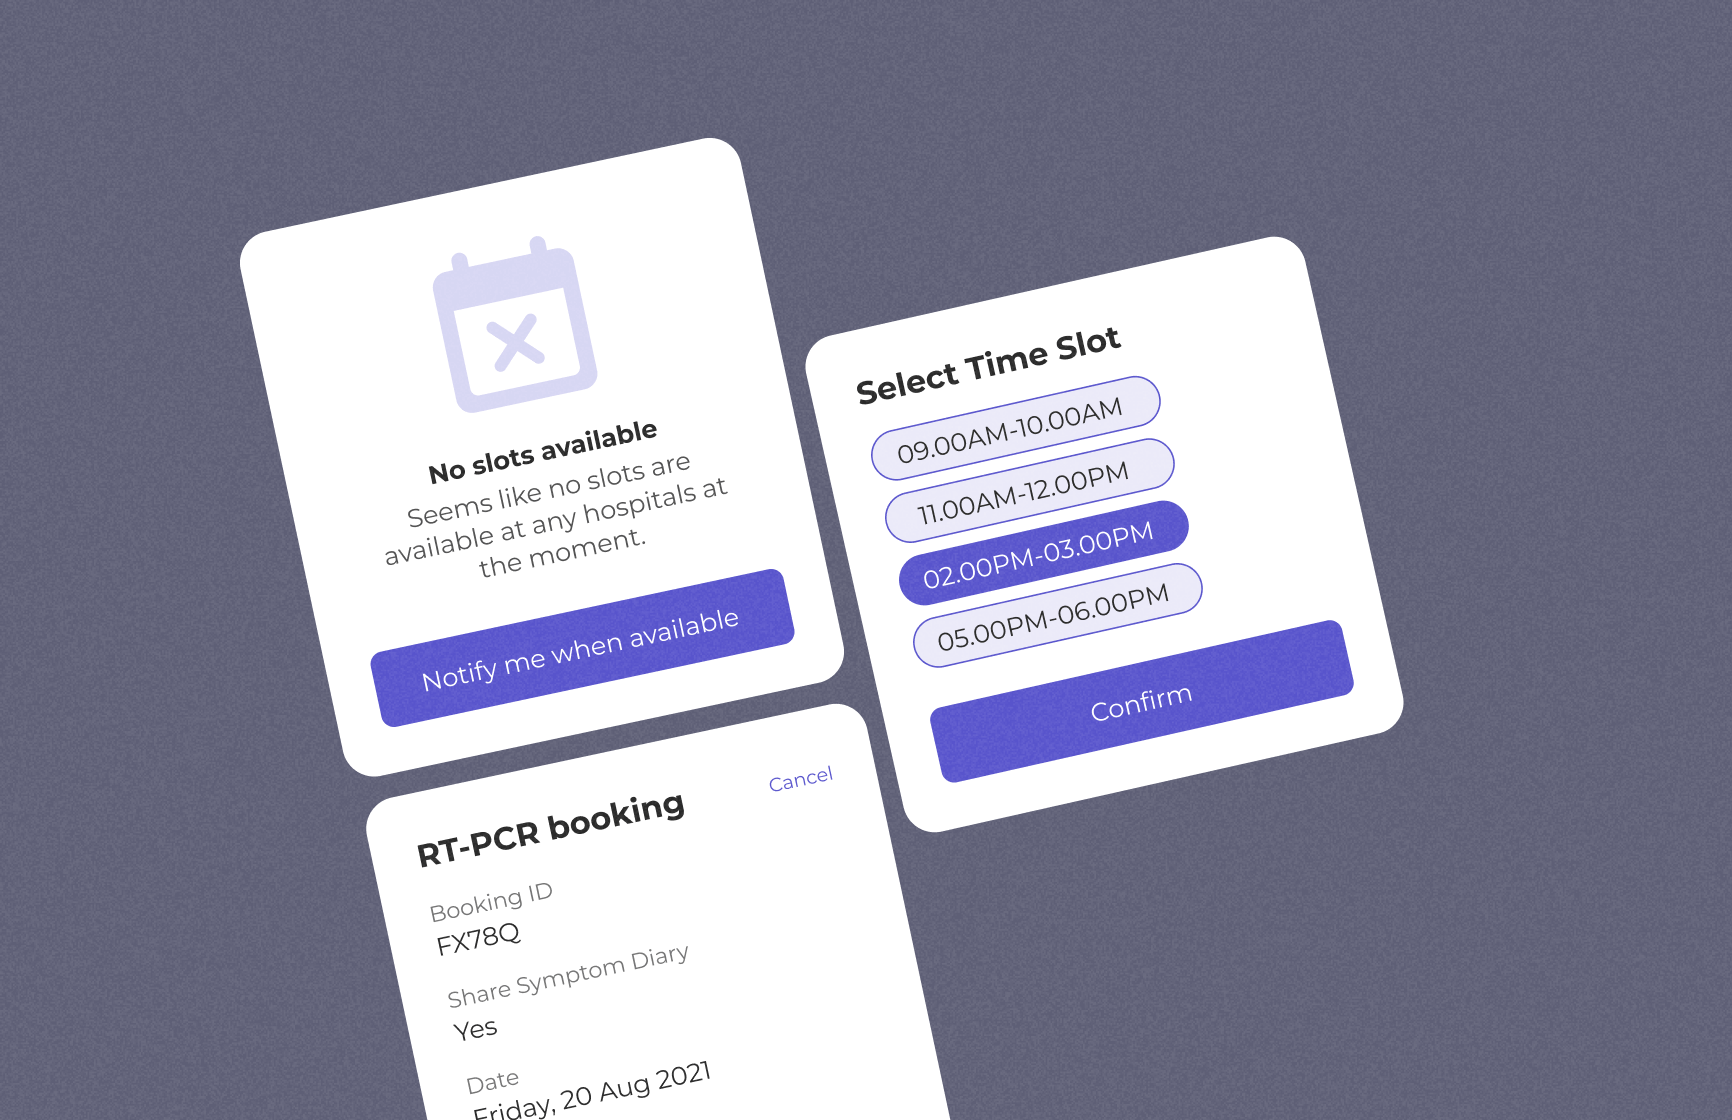 No slots available
Seems like no slots are
available at any hospitals at
the moment.
Notify me when available
Select Time Slot
09.00AM-10.00AM
11.00AM-12.00PM
02.00PM-03.00PM
05.00PM-06.00PM
Confirm
RT-PCR booking
Cancel
Booking ID
FX78Q
Share Symptom Diary
Yes
Date
Friday, 20 Aug 2021